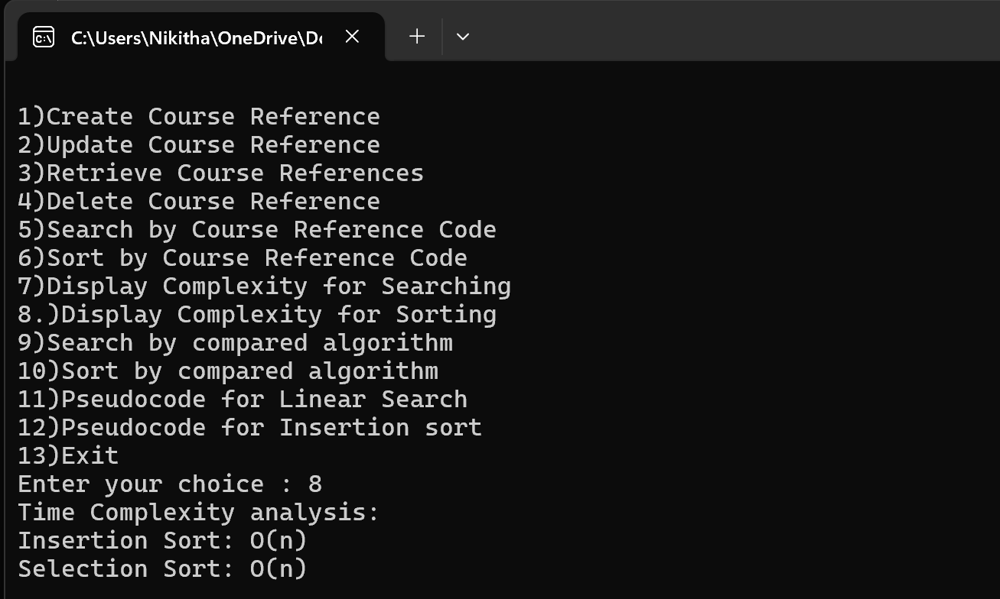 C:\Users\Nikitha\OneDrive\De
1)Create Course Reference
2)Update Course Reference
3)Retrieve Course References
4)Delete Course Reference
5)Search by Course Reference Code
6)Sort by Course Reference Code
7)Display Complexity for Searching
8.)Display Complexity for Sorting
9)Search by compared algorithm
10)Sort by compared algorithm
11)Pseudocode for Linear Search
12)Pseudocode for Insertion sort
13)Exit
Enter your choice : 8
Time Complexity analysis:
Insertion Sort: O(n)
Selection Sort: O(n)